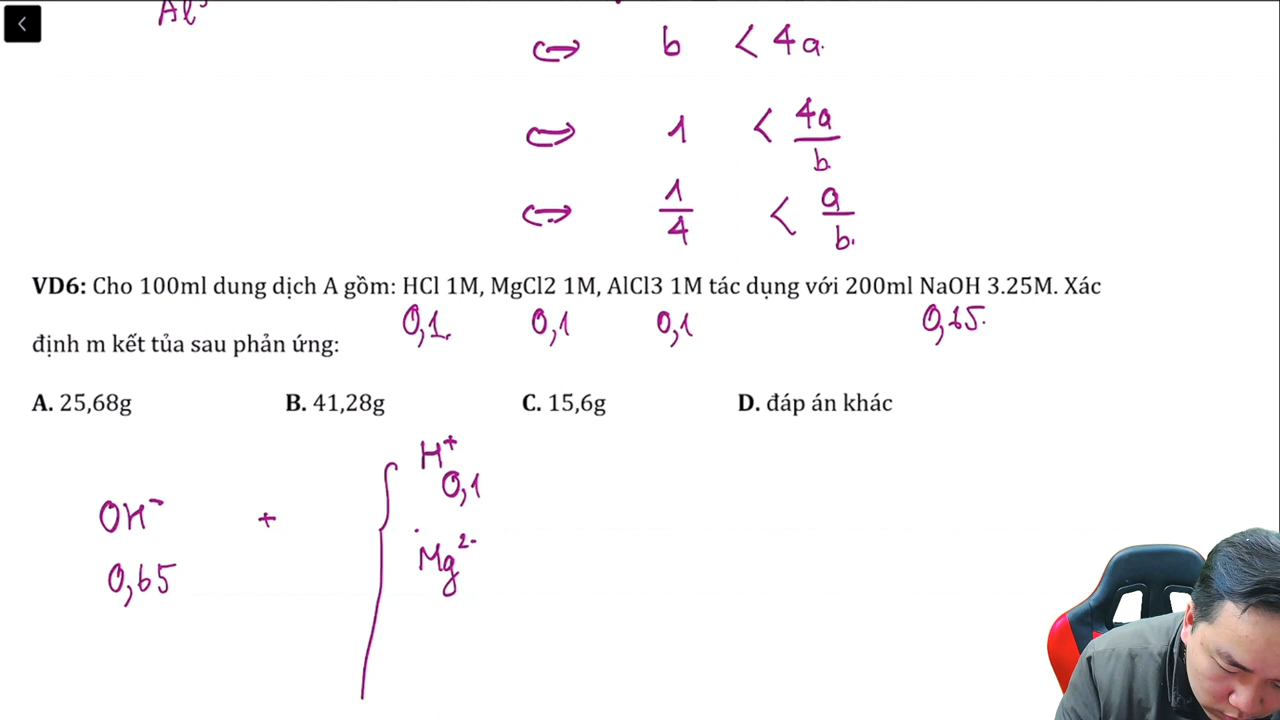 Al³
⇔ b < 4a.
⇔ 1 < 4a/b.
⇔ 1/4 < a/b.
VD6: Cho 100ml dung dịch A gồm: HCl 1M, MgCl2 1M, AlCl3 1M tác dụng với 200ml NaOH 3.25M. Xác
0,1. 0,1 0,1 0,65.
định m kết tủa sau phản ứng:
A. 25,68g B. 41,28g C. 15,6g D. đáp án khác
H⁺
0,1
OH⁻ +
Mg²⁻
0,65